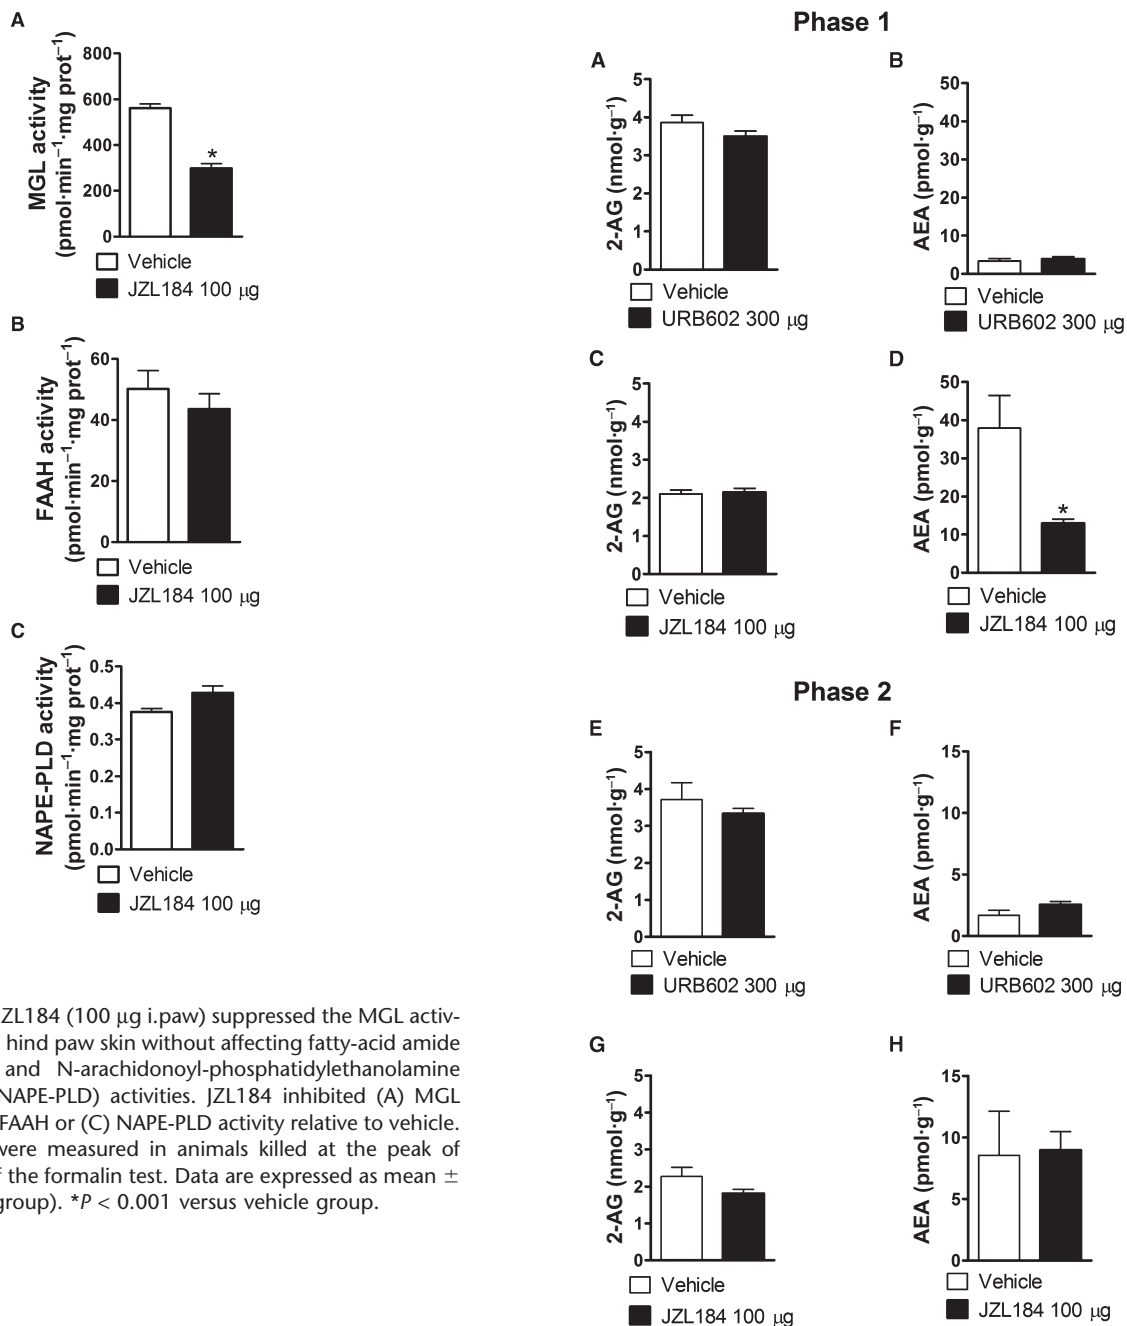 A
MGL activity
(pmol·min⁻¹·mg prot⁻¹)
800
600
400
200
0
*
Vehicle
JZL184 100 μg
B
FAAH activity
(pmol·min⁻¹·mg prot⁻¹)
60
40
20
0
Vehicle
JZL184 100 μg
C
NAPE-PLD activity
(pmol·min⁻¹·mg prot⁻¹)
0.5
0.4
0.3
0.2
0.1
0.0
Vehicle
JZL184 100 μg
ZL184 (100 μg i.paw) suppressed the MGL activ-
hind paw skin without affecting fatty-acid amide
and N-arachidonoyl-phosphatidylethanolamine
NAPE-PLD) activities. JZL184 inhibited (A) MGL
FAAH or (C) NAPE-PLD activity relative to vehicle.
were measured in animals killed at the peak of
f the formalin test. Data are expressed as mean ±
group). *P < 0.001 versus vehicle group.
Phase 1
A
2-AG (nmol·g⁻¹)
5
4
3
2
1
0
Vehicle
URB602 300 μg
B
AEA (pmol·g⁻¹)
50
40
30
20
10
0
Vehicle
URB602 300 μg
C
2-AG (nmol·g⁻¹)
5
4
3
2
1
0
Vehicle
JZL184 100 μg
D
AEA (pmol·g⁻¹)
50
40
30
20
10
0
*
Vehicle
JZL184 100 μg
Phase 2
E
2-AG (nmol·g⁻¹)
5
4
3
2
1
0
Vehicle
URB602 300 μg
F
AEA (pmol·g⁻¹)
15
10
5
0
Vehicle
URB602 300 μg
G
2-AG (nmol·g⁻¹)
5
4
3
2
1
0
Vehicle
JZL184 100 μg
H
AEA (pmol·g⁻¹)
15
10
5
0
Vehicle
JZL184 100 μg